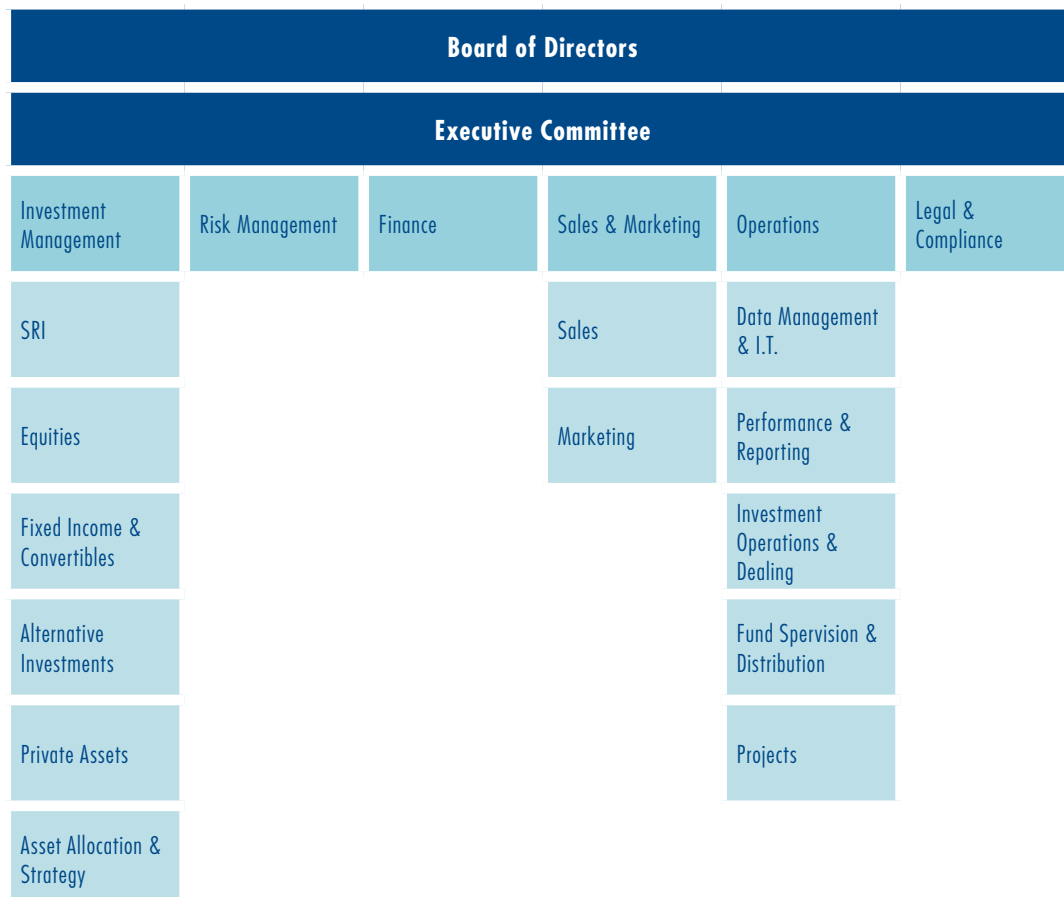 Board of Directors
Executive Committee
Investment
Management
Risk Management
Finance
Sales & Marketing
Operations
Legal &
Compliance
SRI
Sales
Data Management
& I.T.
Equities
Marketing
Performance &
Reporting
Fixed Income &
Convertibles
Investment
Operations &
Dealing
Alternative
Investments
Fund Spervision &
Distribution
Private Assets
Projects
Asset Allocation &
Strategy